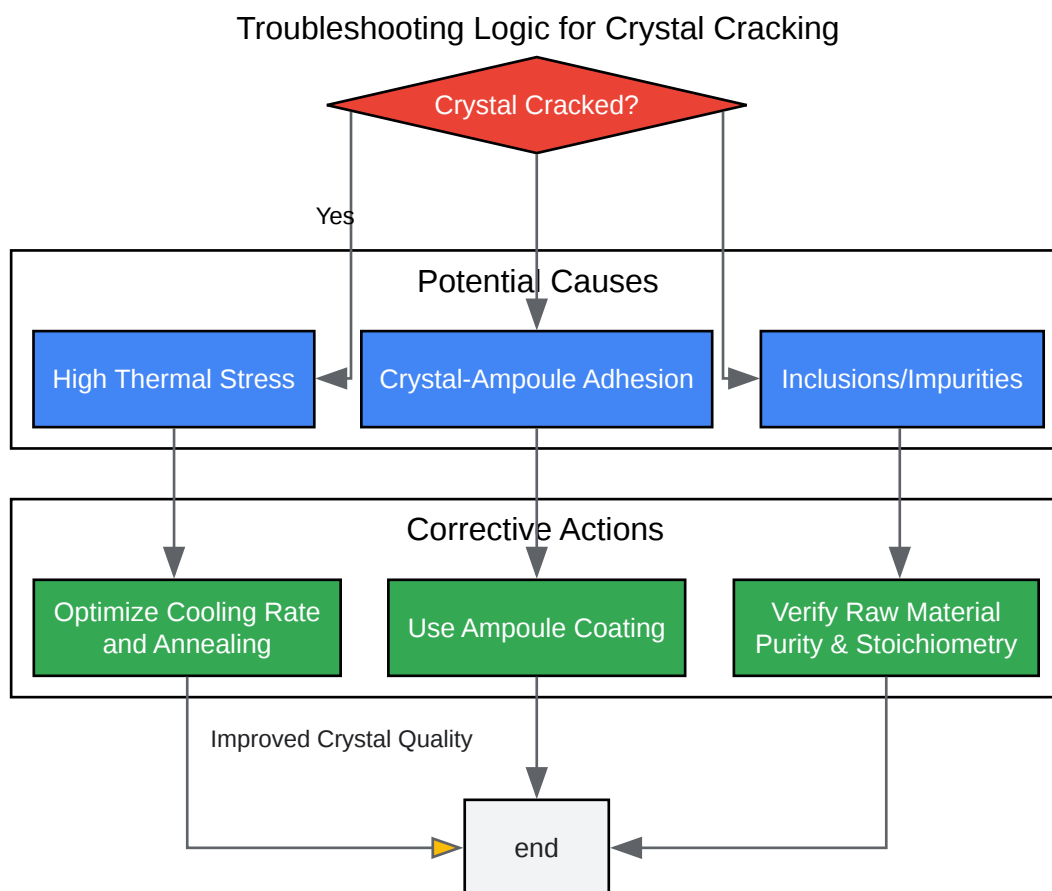 Troubleshooting Logic for Crystal Cracking
Crystal Cracked?
Yes
Potential Causes
High Thermal Stress
Crystal-Ampoule Adhesion
Inclusions/Impurities
Corrective Actions
Optimize Cooling Rate
and Annealing
Use Ampoule Coating
Verify Raw Material
Purity & Stoichiometry
Improved Crystal Quality
end